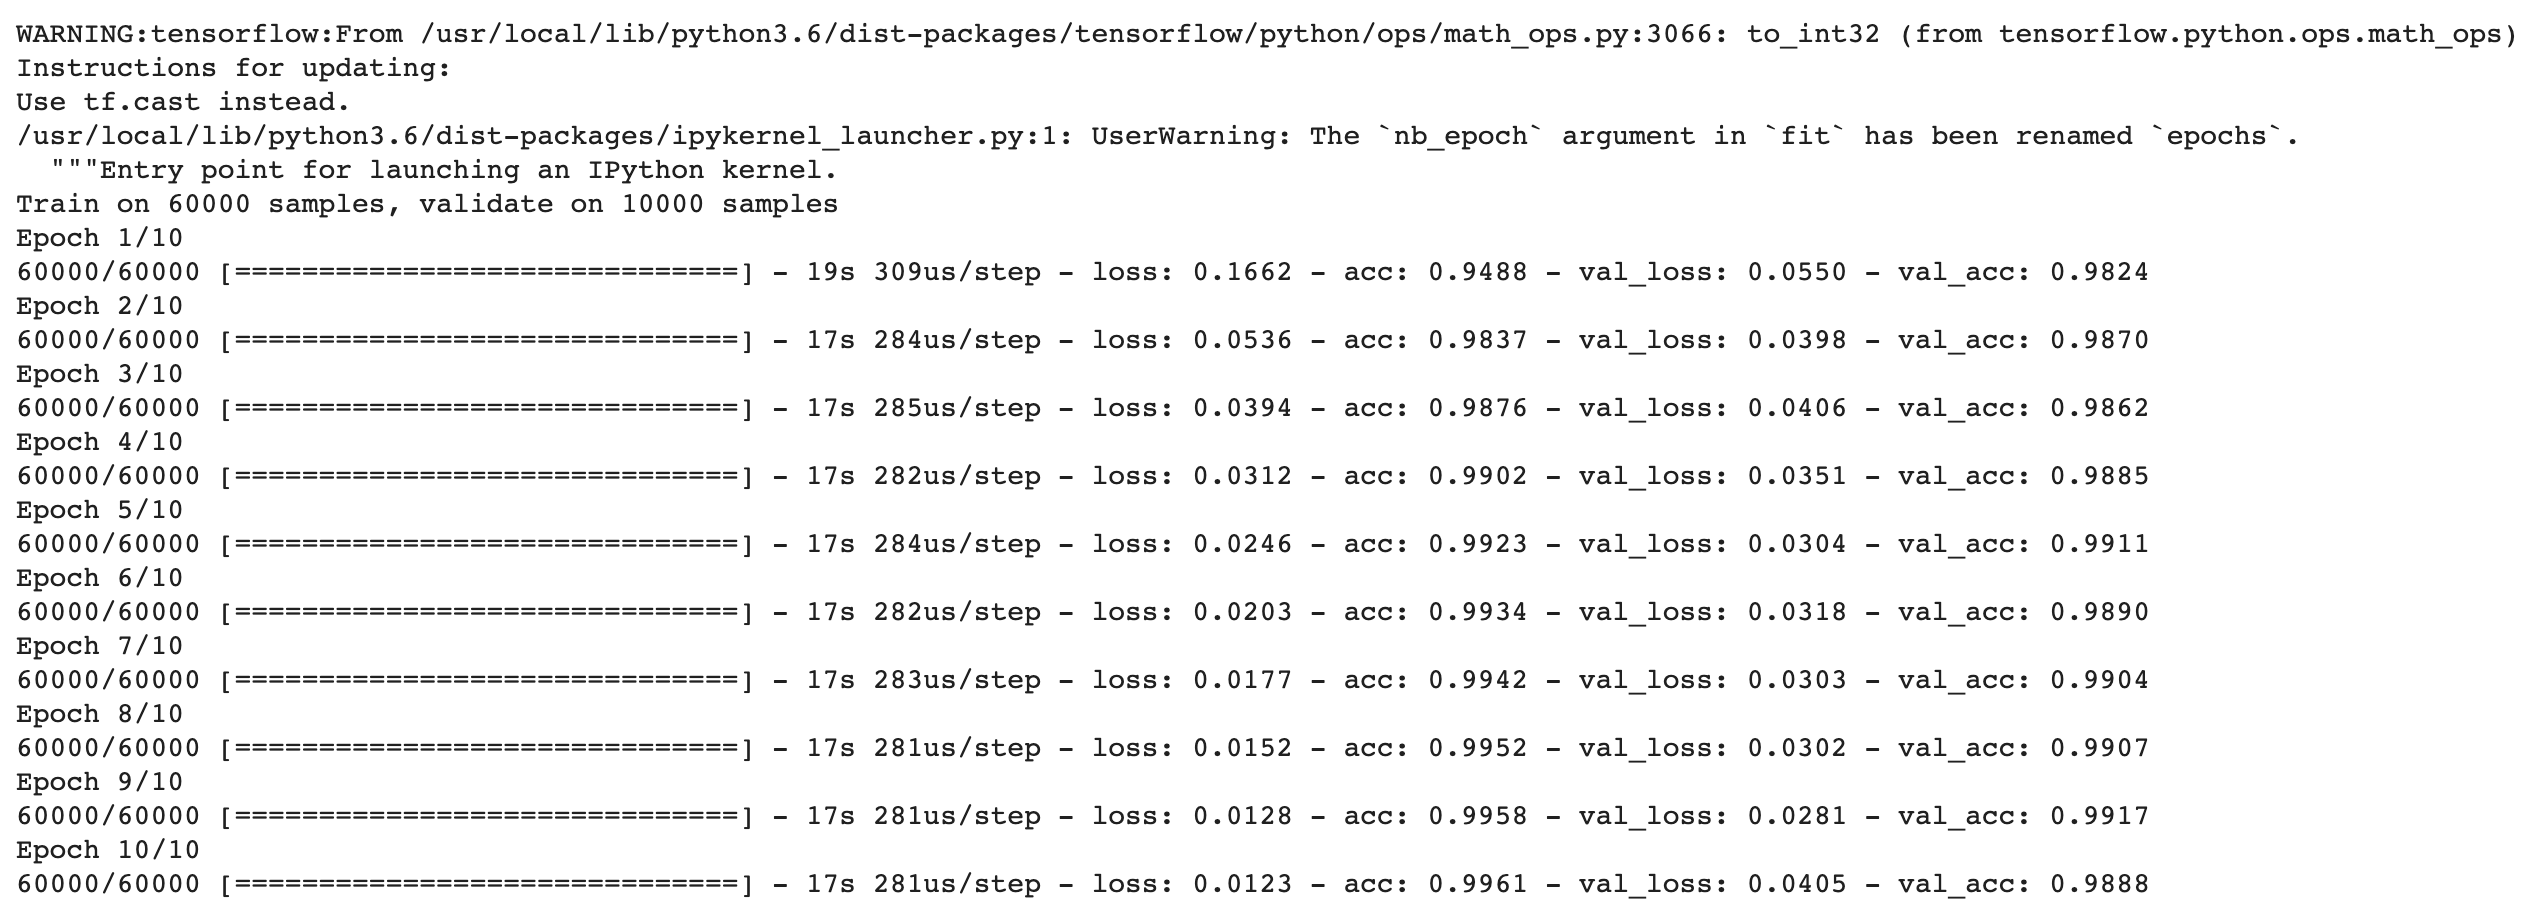 WARNING:tensorflow:From /usr/local/lib/python3.6/dist-packages/tensorflow/python/ops/math_ops.py:3066: to_int32 (from tensorflow.python.ops.math_ops)
Instructions for updating:
Use tf.cast instead.
/usr/local/lib/python3.6/dist-packages/ipykernel_launcher.py:1: UserWarning: The `nb_epoch` argument in `fit` has been renamed `epochs`.
  """Entry point for launching an IPython kernel.
Train on 60000 samples, validate on 10000 samples
Epoch 1/10
60000/60000 [==============================] - 19s 309us/step - loss: 0.1662 - acc: 0.9488 - val_loss: 0.0550 - val_acc: 0.9824
Epoch 2/10
60000/60000 [==============================] - 17s 284us/step - loss: 0.0536 - acc: 0.9837 - val_loss: 0.0398 - val_acc: 0.9870
Epoch 3/10
60000/60000 [==============================] - 17s 285us/step - loss: 0.0394 - acc: 0.9876 - val_loss: 0.0406 - val_acc: 0.9862
Epoch 4/10
60000/60000 [==============================] - 17s 282us/step - loss: 0.0312 - acc: 0.9902 - val_loss: 0.0351 - val_acc: 0.9885
Epoch 5/10
60000/60000 [==============================] - 17s 284us/step - loss: 0.0246 - acc: 0.9923 - val_loss: 0.0304 - val_acc: 0.9911
Epoch 6/10
60000/60000 [==============================] - 17s 282us/step - loss: 0.0203 - acc: 0.9934 - val_loss: 0.0318 - val_acc: 0.9890
Epoch 7/10
60000/60000 [==============================] - 17s 283us/step - loss: 0.0177 - acc: 0.9942 - val_loss: 0.0303 - val_acc: 0.9904
Epoch 8/10
60000/60000 [==============================] - 17s 281us/step - loss: 0.0152 - acc: 0.9952 - val_loss: 0.0302 - val_acc: 0.9907
Epoch 9/10
60000/60000 [==============================] - 17s 281us/step - loss: 0.0128 - acc: 0.9958 - val_loss: 0.0281 - val_acc: 0.9917
Epoch 10/10
60000/60000 [==============================] - 17s 281us/step - loss: 0.0123 - acc: 0.9961 - val_loss: 0.0405 - val_acc: 0.9888